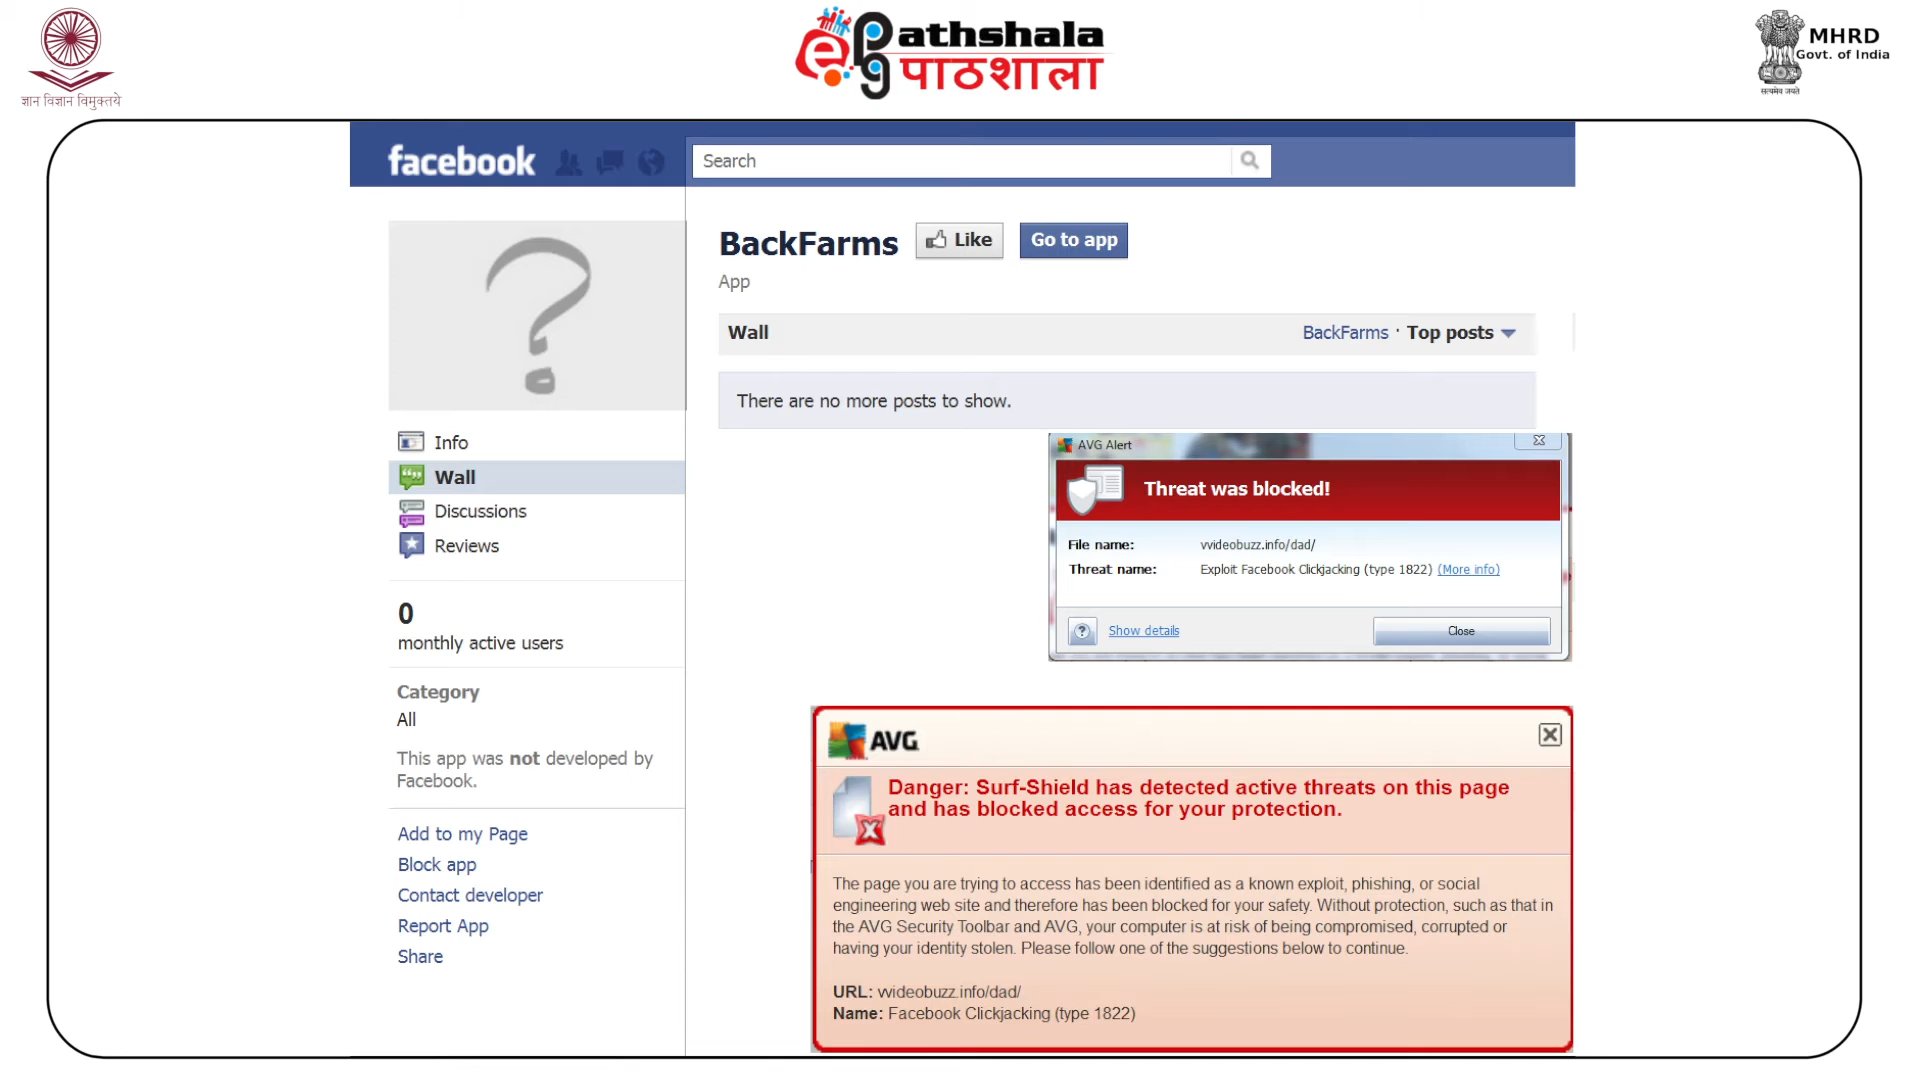 ज्ञान विज्ञान विमुक्तये
ePG Pathshala
पाठशाला
MHRD
Govt. of India
सत्यमेव जयते
facebook
Search
BackFarms
Like
Go to app
App
Wall
BackFarms · Top posts
There are no more posts to show.
Info
Wall
Discussions
Reviews
0
monthly active users
Category
All
This app was not developed by
Facebook.
Add to my Page
Block app
Contact developer
Report App
Share
AVG Alert
Threat was blocked!
File name: vvideobuzz.info/dad/
Threat name: Exploit Facebook Clickjacking (type 1822) (More info)
Show details
Close
AVG
Danger: Surf-Shield has detected active threats on this page
and has blocked access for your protection.
The page you are trying to access has been identified as a known exploit, phishing, or social
engineering web site and therefore has been blocked for your safety. Without protection, such as that in
the AVG Security Toolbar and AVG, your computer is at risk of being compromised, corrupted or
having your identity stolen. Please follow one of the suggestions below to continue.
URL: vvideobuzz.info/dad/
Name: Facebook Clickjacking (type 1822)